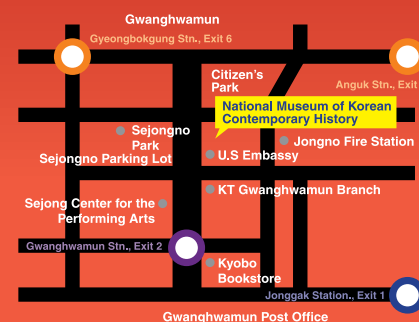 Gwanghwamun
Gyeongbokgung Stn., Exit 6
Citizen's
Park
Anguk Stn., Exit
National Museum of Korean
Contemporary History
Sejongno
Park
Jongno Fire Station
Sejongno Parking Lot
U.S Embassy
KT Gwanghwamun Branch
Sejong Center for the
Performing Arts
Gwanghwamun Stn., Exit 2
Kyobo
Bookstore
Jonggak Station., Exit 1
Gwanghwamun Post Office